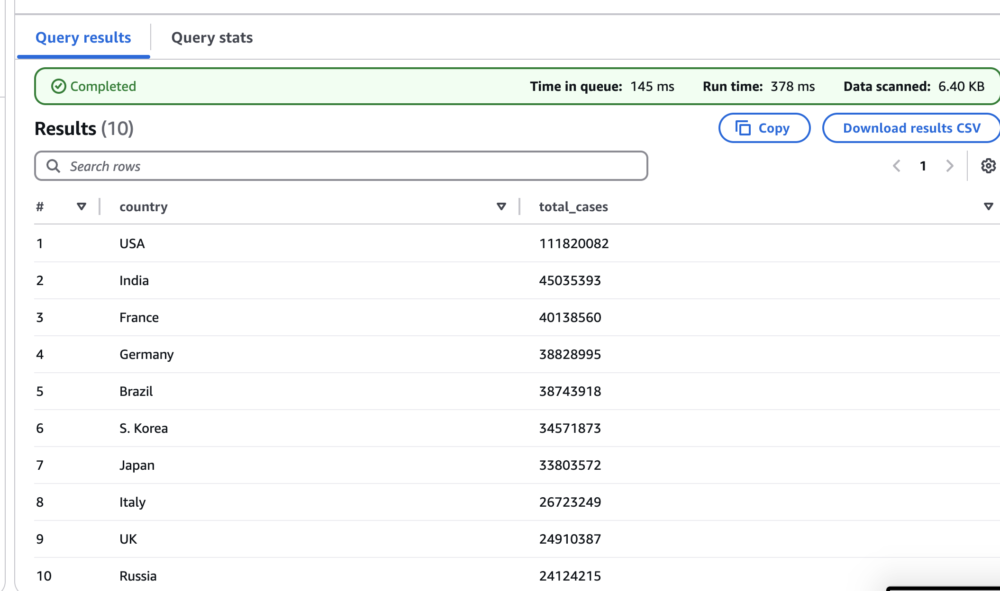 Query results Query stats
Completed Time in queue: 145 ms Run time: 378 ms Data scanned: 6.40 KB
Results (10) Copy Download results CSV
Search rows 1
# country total_cases
1 USA 111820082
2 India 45035393
3 France 40138560
4 Germany 38828995
5 Brazil 38743918
6 S. Korea 34571873
7 Japan 33803572
8 Italy 26723249
9 UK 24910387
10 Russia 24124215